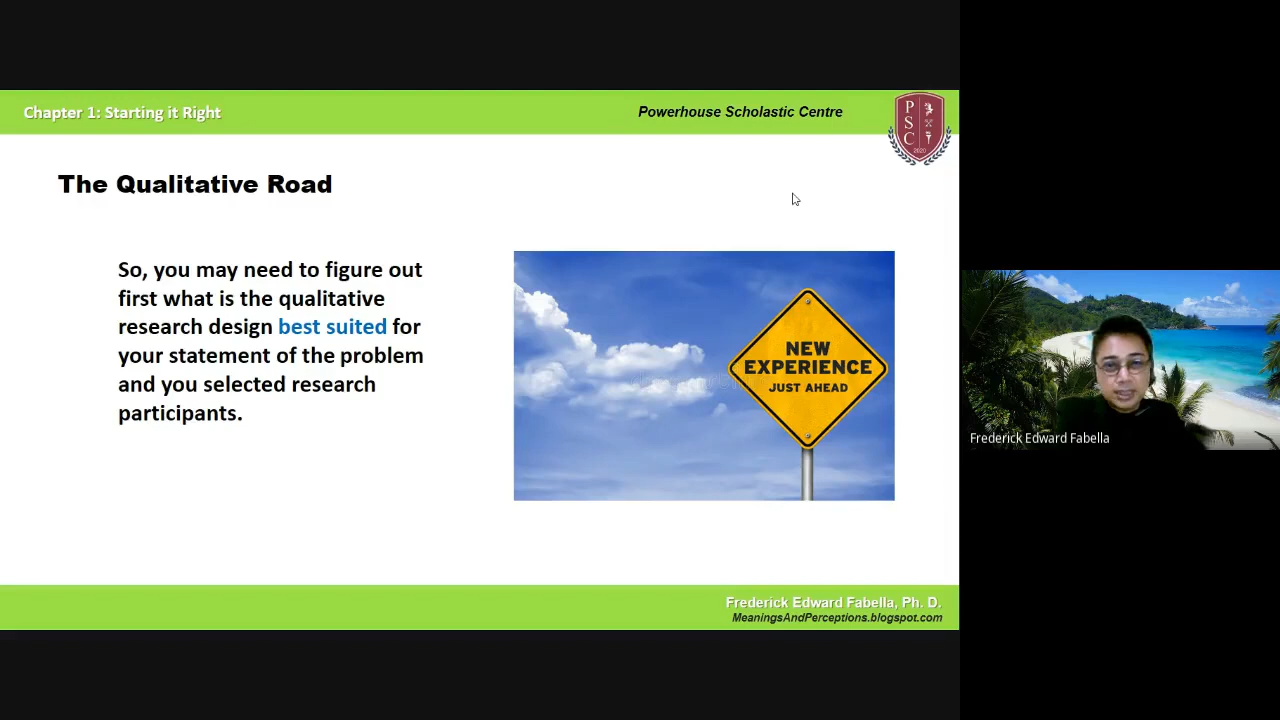 Chapter 1: Starting it Right
Powerhouse Scholastic Centre
P
S
C
2020
The Qualitative Road
So, you may need to figure out
first what is the qualitative
research design best suited for
your statement of the problem
and you selected research
participants.
NEW
EXPERIENCE
JUST AHEAD
Frederick Edward Fabella
Frederick Edward Fabella, Ph. D.
MeaningsAndPerceptions.blogspot.com